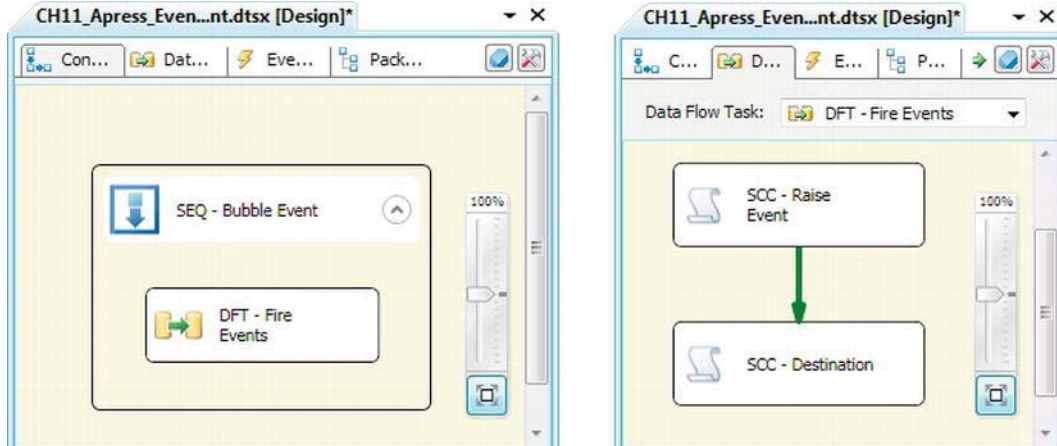 CH11_Apress_Even...nt.dtsx [Design]*
Con...
Dat...
Eve...
Pack...
SEQ - Bubble Event
DFT - Fire
Events
100%
CH11_Apress_Even...nt.dtsx [Design]*
C...
D...
E...
P...
Data Flow Task:
DFT - Fire Events
SCC - Raise
Event
SCC - Destination
100%